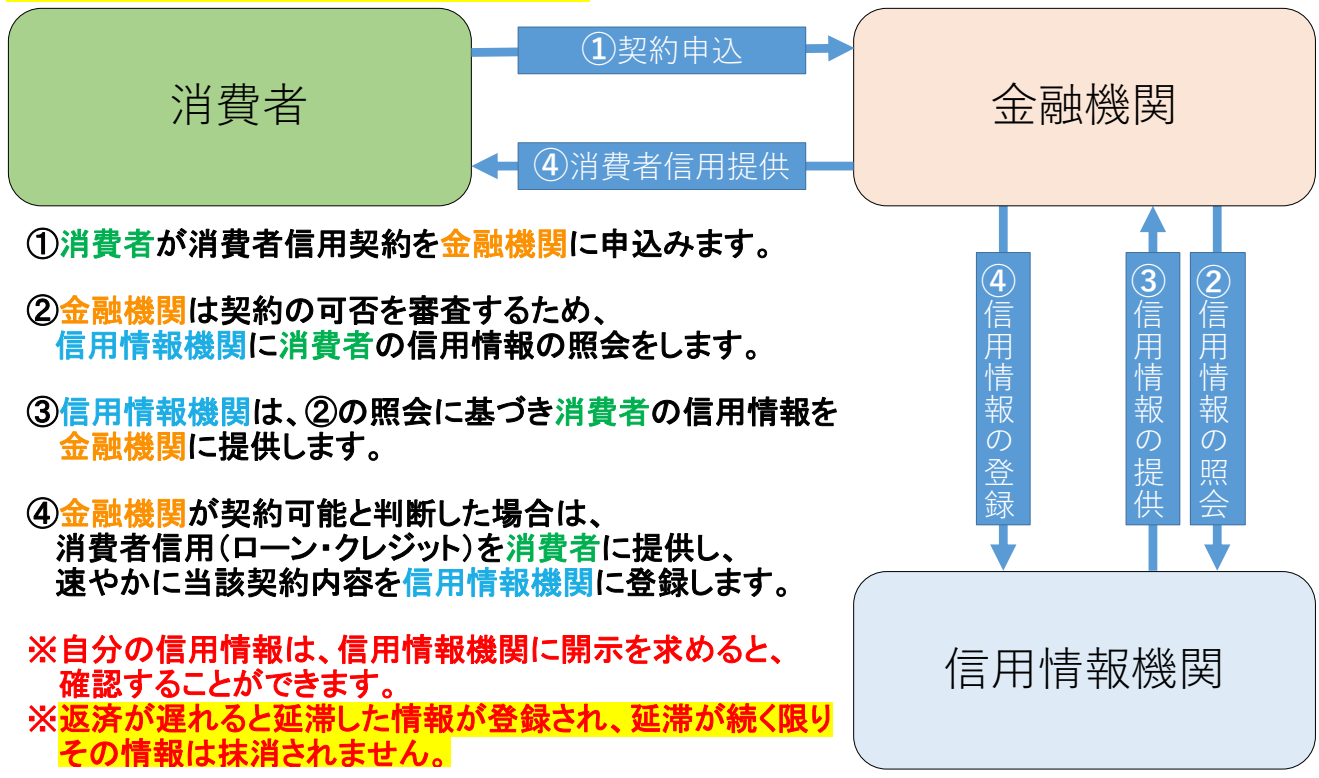 消費者
①契約申込
④消費者信用提供
金融機関
④信用情報の登録
③信用情報の提供
②信用情報の照会
信用情報機関
①消費者が消費者信用契約を金融機関に申込みます。
②金融機関は契約の可否を審査するため、
信用情報機関に消費者の信用情報の照会をします。
③信用情報機関は、②の照会に基づき消費者の信用情報を
金融機関に提供します。
④金融機関が契約可能と判断した場合は、
消費者信用（ローン・クレジット）を消費者に提供し、
速やかに当該契約内容を信用情報機関に登録します。
※自分の信用情報は、信用情報機関に開示を求めると、
確認することができます。
※返済が遅れると延滞した情報が登録され、延滞が続く限り
その情報は抹消されません。